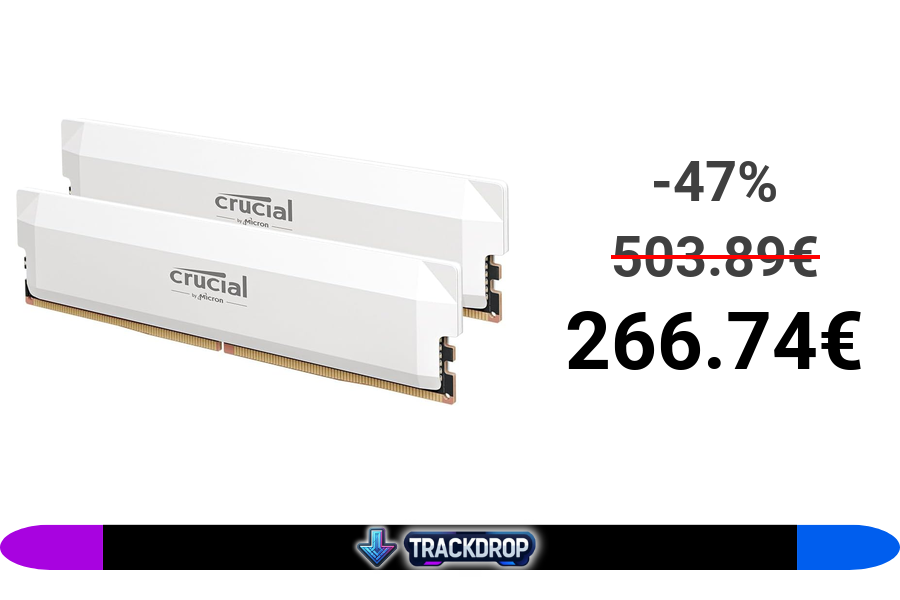 crucial
by Micron
crucial
by Micron
-47%
503.89€
266.74€
TRACKDROP